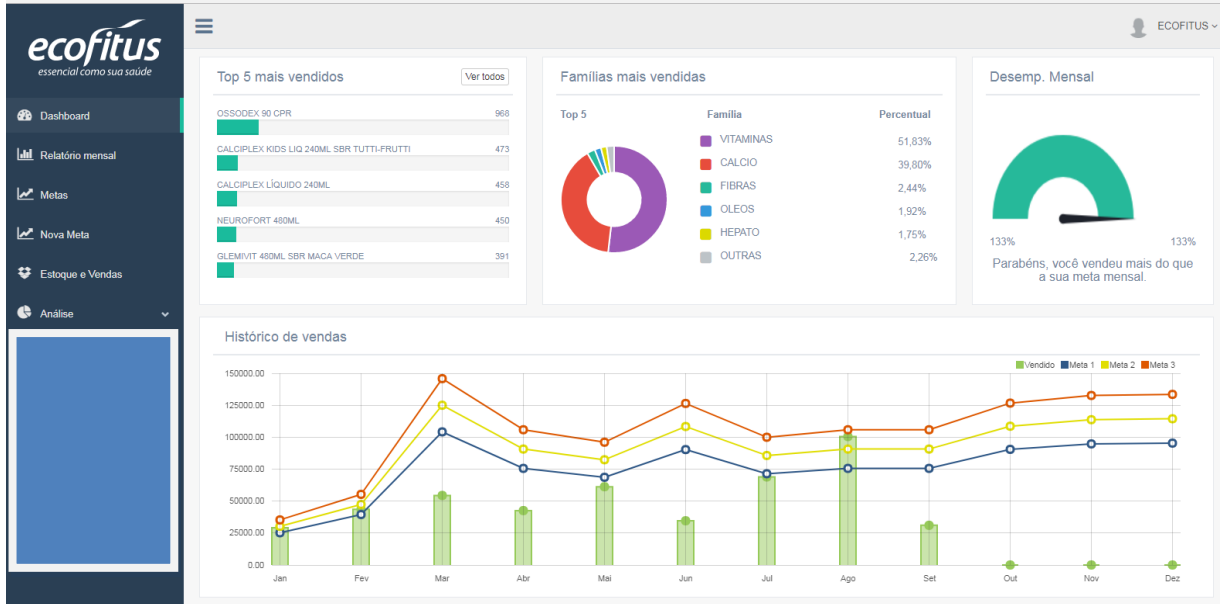 ecofitus
essencial como sua saúde
ECOFITUS
Dashboard
Relatório mensal
Metas
Nova Meta
Estoque e Vendas
Análise
Top 5 mais vendidos
Ver todos
OSSODEX 90 CPR 968
CALCIPLEX KIDS LIQ 240ML SBR TUTTI-FRUTTI 473
CALCIPLEX LÍQUIDO 240ML 458
NEUROFORT 480ML 450
GLEMIVIT 480ML SBR MACA VERDE 391
Famílias mais vendidas
Top 5 Familia Percentual
VITAMINAS 51,83%
CALCIO 39,80%
FIBRAS 2,44%
OLEOS 1,92%
HEPATO 1,75%
OUTRAS 2,26%
Desemp. Mensal
133% 133%
Parabéns, você vendeu mais do que
a sua meta mensal.
Histórico de vendas
Vendido Meta 1 Meta 2 Meta 3
150000.00
125000.00
100000.00
75000.00
50000.00
25000.00
0.00
Jan Fev Mar Abr Mai Jun Jul Ago Set Out Nov Dez